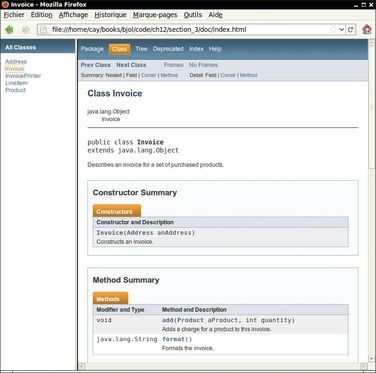 Invoice - Mozilla Firefox
Fichier Édition Affichage Historique Marque-pages Outils Aide
file:///home/cay/books/bjol/code/ch12/section_3/doc/index.html
All Classes
Address
Invoice
InvoicePrinter
LineItem
Product
Package Class Tree Deprecated Index Help
Prev Class Next Class Frames No Frames
Summary: Nested | Field | Constr | Method Detail: Field | Constr | Method
Class Invoice
java.lang.Object
Invoice
public class Invoice
extends java.lang.Object
Describes an invoice for a set of purchased products.
Constructor Summary
Constructors
Constructor and Description
Invoice(Address anAddress)
Constructs an invoice.
Method Summary
Methods
Modifier and Type Method and Description
void add(Product aProduct, int quantity)
Adds a charge for a product to this invoice.
java.lang.String format()
Formats the invoice.